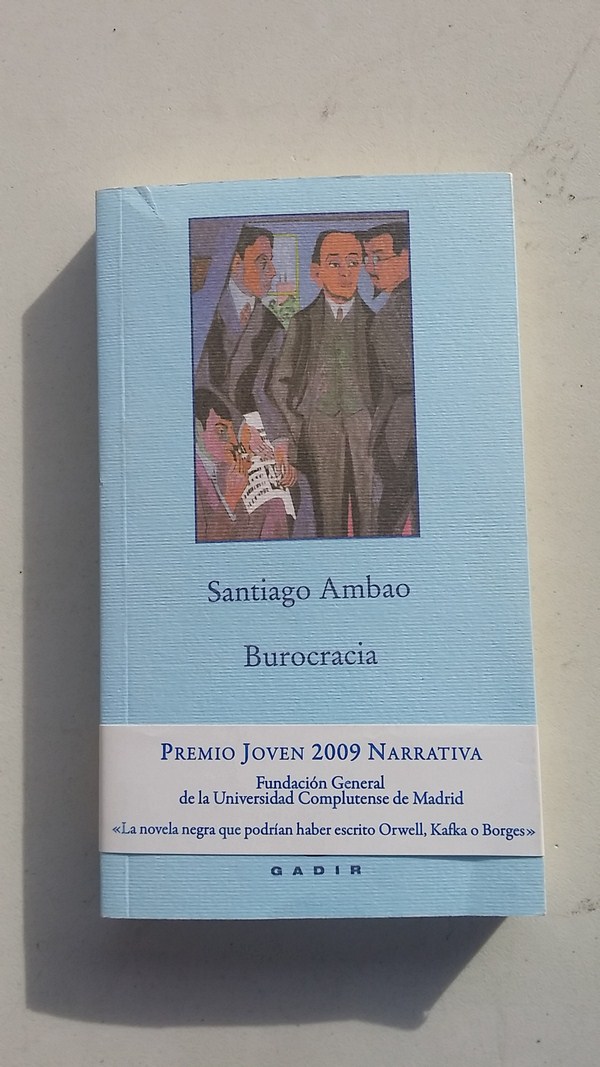 Santiago Ambao
Burocracia
PREMIO JOVEN 2009 NARRATIVA
Fundación General
de la Universidad Complutense de Madrid
«La novela negra que podrían haber escrito Orwell, Kafka o Borges»
GADIR